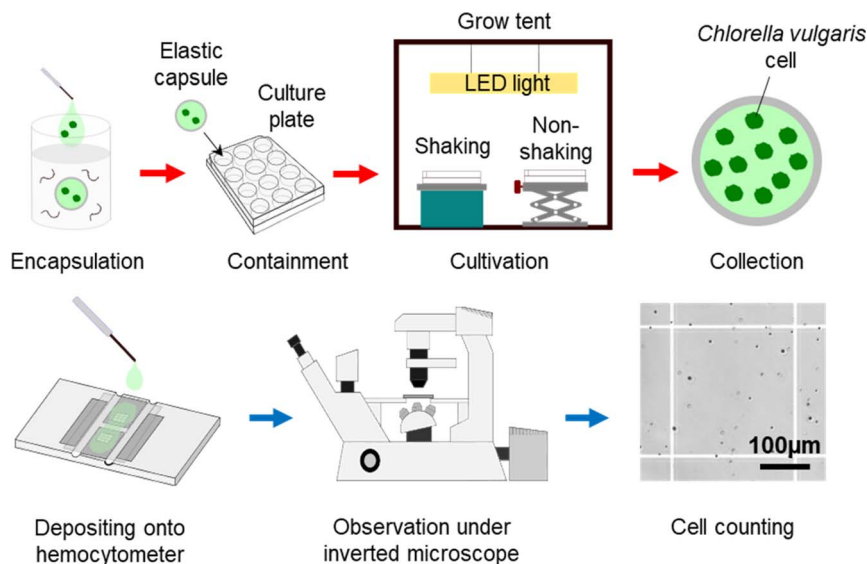 Elastic
capsule
Culture
plate
Grow tent
LED light
Shaking
Non-
shaking
Chlorella vulgaris
cell
Encapsulation
Containment
Cultivation
Collection
100μm
Depositing onto
hemocytometer
Observation under
inverted microscope
Cell counting